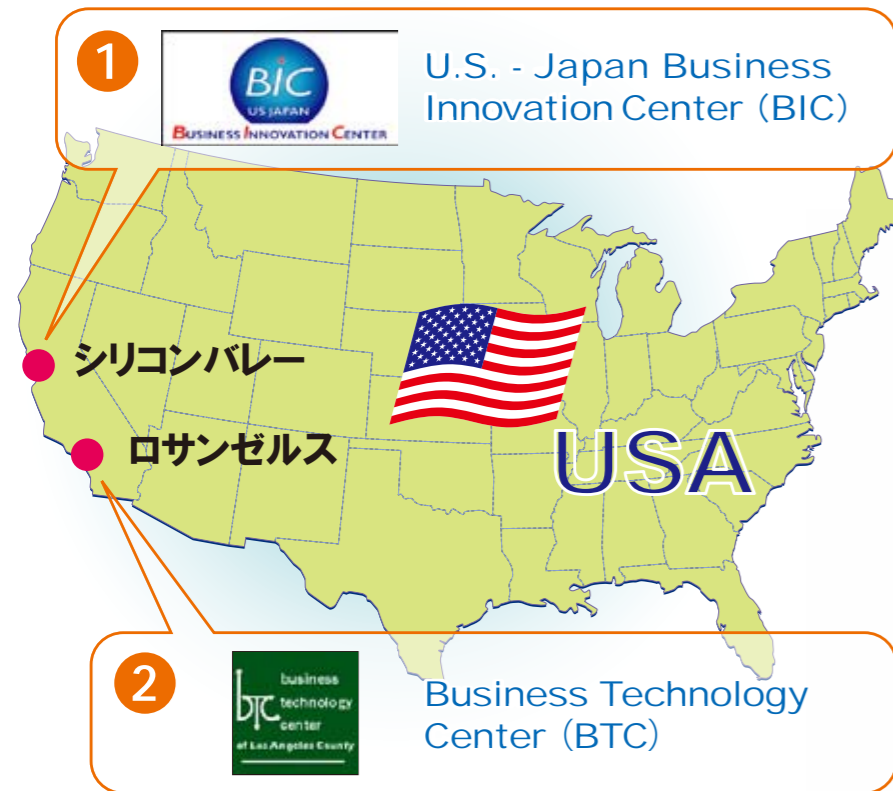 1
BIC
US JAPAN
BUSINESS INNOVATION CENTER
U.S. - Japan Business
Innovation Center (BIC)
シリコンバレー
ロサンゼルス
USA
2
btc
business
technology
center
of Los Angeles County
Business Technology
Center (BTC)